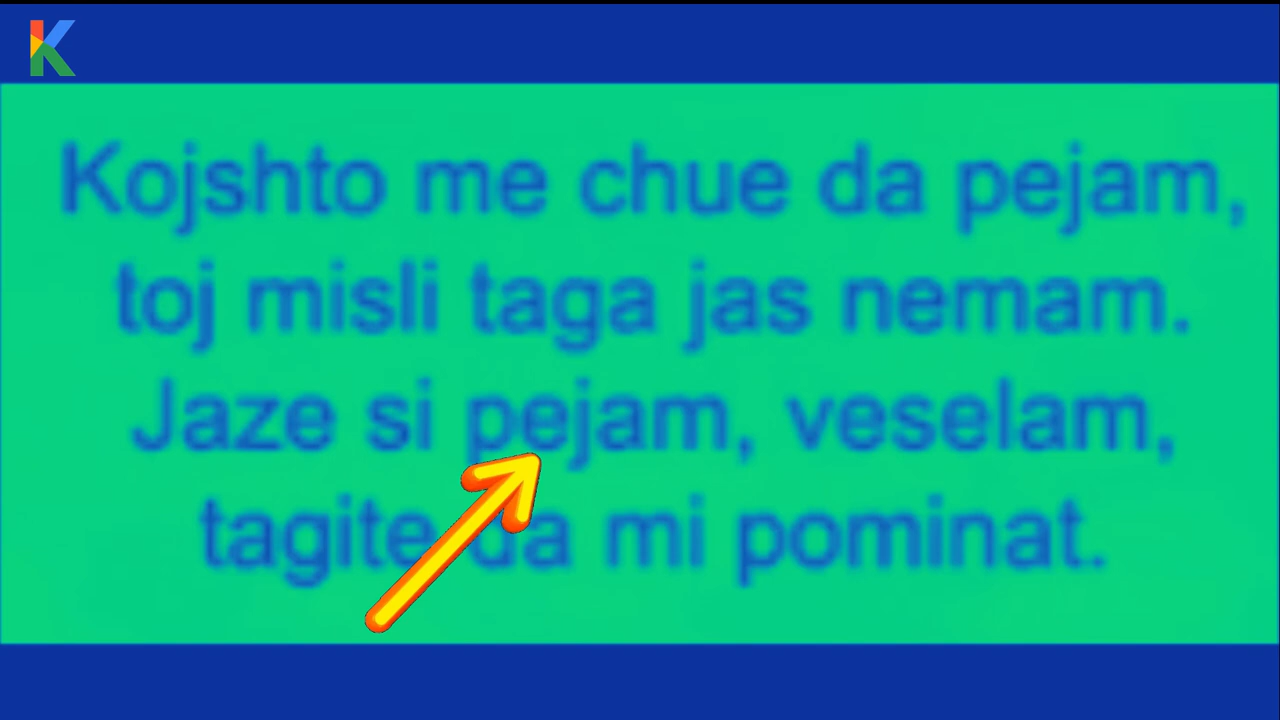 K
Kojshto me chue da pejam,
toj misli taga jas nemam.
Jaze si pejam, veselam,
tagite da mi pominat.